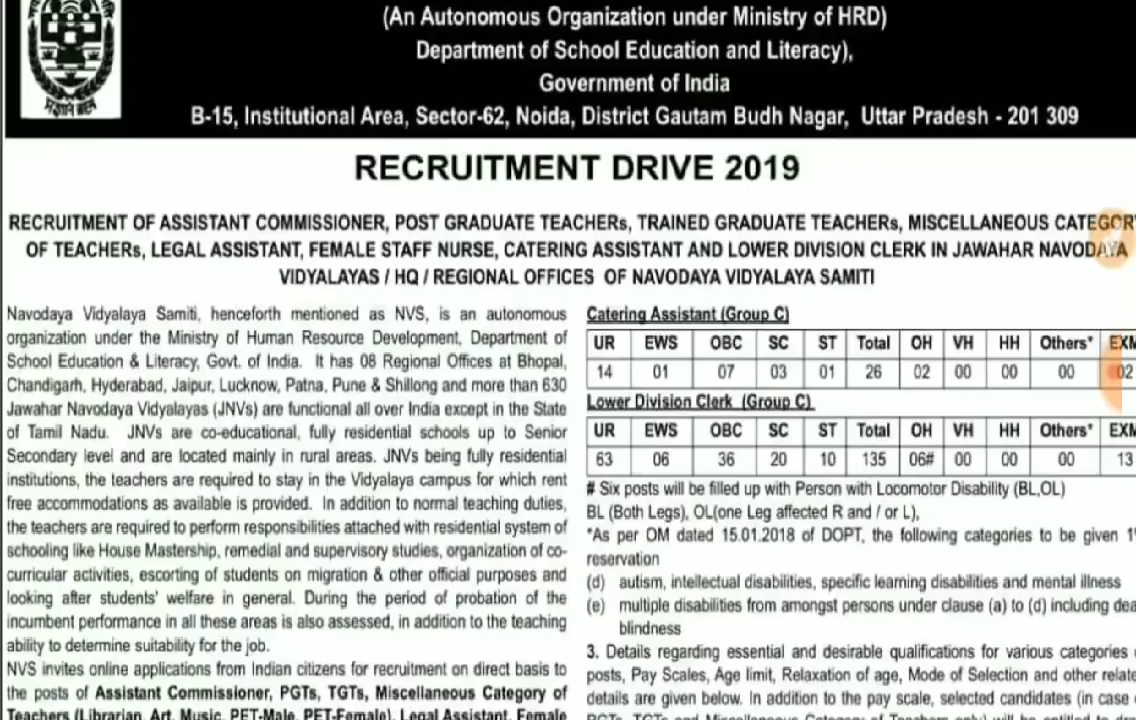 (An Autonomous Organization under Ministry of HRD)
Department of School Education and Literacy),
Government of India
B-15, Institutional Area, Sector-62, Noida, District Gautam Budh Nagar, Uttar Pradesh - 201 309
RECRUITMENT DRIVE 2019
RECRUITMENT OF ASSISTANT COMMISSIONER, POST GRADUATE TEACHERs, TRAINED GRADUATE TEACHERs, MISCELLANEOUS CATEGORY
OF TEACHERs, LEGAL ASSISTANT, FEMALE STAFF NURSE, CATERING ASSISTANT AND LOWER DIVISION CLERK IN JAWAHAR NAVODAYA
VIDYALAYAS / HQ / REGIONAL OFFICES OF NAVODAYA VIDYALAYA SAMITI
Navodaya Vidyalaya Samiti, henceforth mentioned as NVS, is an autonomous
organization under the Ministry of Human Resource Development, Department of
School Education & Literacy, Govt. of India. It has 08 Regional Offices at Bhopal,
Chandigarh, Hyderabad, Jaipur, Lucknow, Patna, Pune & Shillong and more than 630
Jawahar Navodaya Vidyalayas (JNVs) are functional all over India except in the State
of Tamil Nadu. JNVs are co-educational, fully residential schools up to Senior
Secondary level and are located mainly in rural areas. JNVs being fully residential
institutions, the teachers are required to stay in the Vidyalaya campus for which rent
free accommodations as available is provided. In addition to normal teaching duties,
the teachers are required to perform responsibilities attached with residential system of
schooling like House Mastership, remedial and supervisory studies, organization of co-
curricular activities, escorting of students on migration & other official purposes and
looking after students' welfare in general. During the period of probation of the
incumbent performance in all these areas is also assessed, in addition to the teaching
ability to determine suitability for the job.
NVS invites online applications from Indian citizens for recruitment on direct basis to
the posts of Assistant Commissioner, PGTs, TGTs, Miscellaneous Category of
Teachers (Librarian, Art, Music, PET-Male, PET-Female), Legal Assistant, Female
Catering Assistant (Group C)
UR EWS OBC SC ST Total OH VH HH Others* EXM
14 01 07 03 01 26 02 00 00 00 02
Lower Division Clerk (Group C)
UR EWS OBC SC ST Total OH VH HH Others* EXM
63 06 36 20 10 135 06# 00 00 00 13
# Six posts will be filled up with Person with Locomotor Disability (BL,OL)
BL (Both Legs), OL(one Leg affected R and / or L),
*As per OM dated 15.01.2018 of DOPT, the following categories to be given
reservation
(d) autism, intellectual disabilities, specific learning disabilities and mental illness
(e) multiple disabilities from amongst persons under clause (a) to (d) including
blindness
3. Details regarding essential and desirable qualifications for various categories
posts, Pay Scales, Age limit, Relaxation of age, Mode of Selection and other
details are given below. In addition to the pay scale, selected candidates (in case